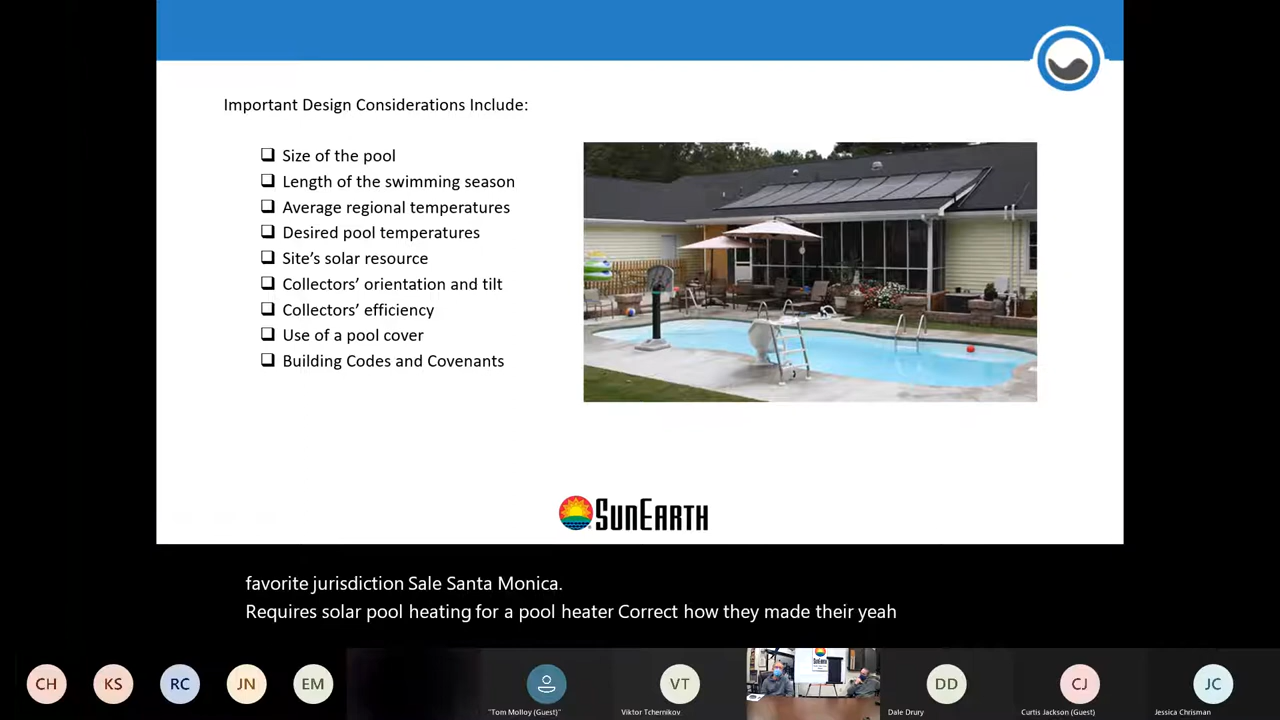 Important Design Considerations Include:
❑ Size of the pool
❑ Length of the swimming season
❑ Average regional temperatures
❑ Desired pool temperatures
❑ Site’s solar resource
❑ Collectors’ orientation and tilt
❑ Collectors’ efficiency
❑ Use of a pool cover
❑ Building Codes and Covenants
SUNEARTH
favorite jurisdiction Sale Santa Monica.
Requires solar pool heating for a pool heater Correct how they made their yeah
CH KS RC JN EM VT SUNEARTH DD CJ JC
"Tom Molloy (Guest)" Viktor Tchernikov Dale Drury Curtis Jackson (Guest) Jessica Chrisman